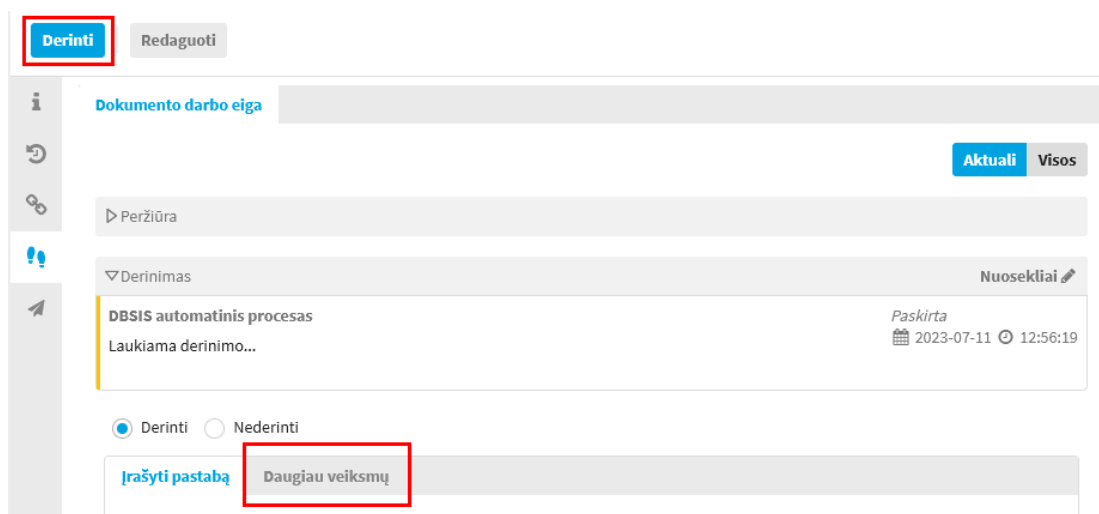 Derinti Redaguoti
Dokumento darbo eiga
Aktuali Visos
Peržiūra
Derinimas Nuosekliai
DBSIS automatinis procesas Paskirta
2023-07-11 12:56:19
Laukiama derinimo...
Derinti Nederinti
Įrašyti pastabą Daugiau veiksmų